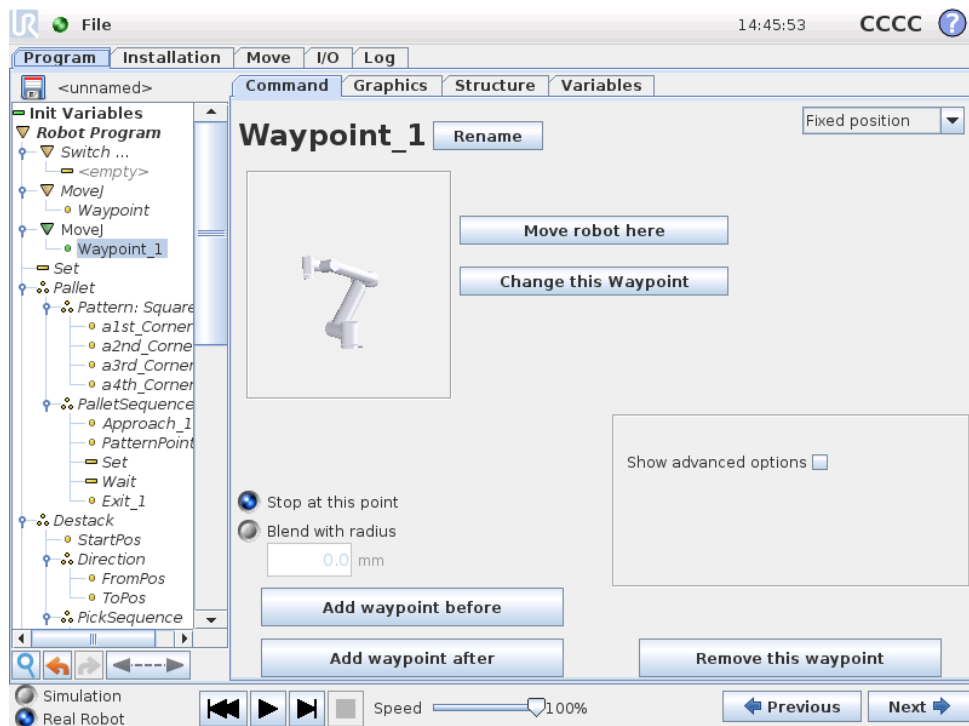 UR File 14:45:53 CCCC ?
Program Installation Move I/O Log
<unnamed>
Command Graphics Structure Variables
Init Variables
Robot Program
Switch ...
<empty>
MoveJ
Waypoint
MoveJ
Waypoint_1
Set
Pallet
Pattern: Square
a1st_Corner
a2nd_Corne
a3rd_Corner
a4th_Corner
PalletSequence
Approach_1
PatternPoint
Set
Wait
Exit_1
Destack
StartPos
Direction
FromPos
ToPos
PickSequence
Waypoint_1 Rename
Fixed position
Move robot here
Change this Waypoint
Show advanced options
Stop at this point
Blend with radius
0.0 mm
Add waypoint before
Add waypoint after
Remove this waypoint
Simulation
Real Robot
Speed 100%
Previous Next